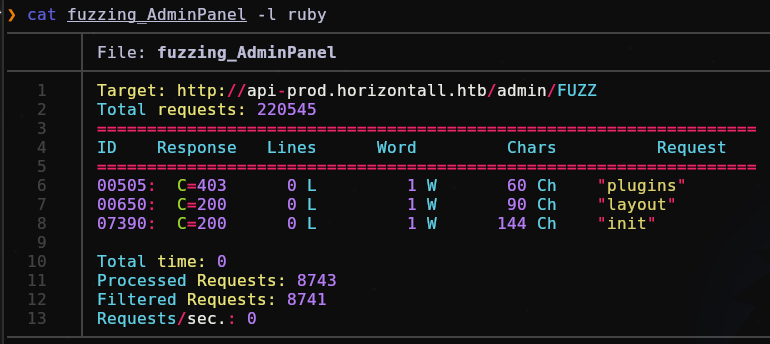 ❯ cat fuzzing_AdminPanel -l ruby
File: fuzzing_AdminPanel
1 Target: http://api-prod.horizontall.htb/admin/FUZZ
2 Total requests: 220545
3 ==================================================================
4 ID    Response   Lines      Word         Chars          Request
5 ==================================================================
6 00505:  C=403      0 L        1 W       60 Ch    "plugins"
7 00650:  C=200      0 L        1 W       90 Ch    "layout"
8 07390:  C=200      0 L        1 W      144 Ch    "init"
9
10 Total time: 0
11 Processed Requests: 8743
12 Filtered Requests: 8741
13 Requests/sec.: 0